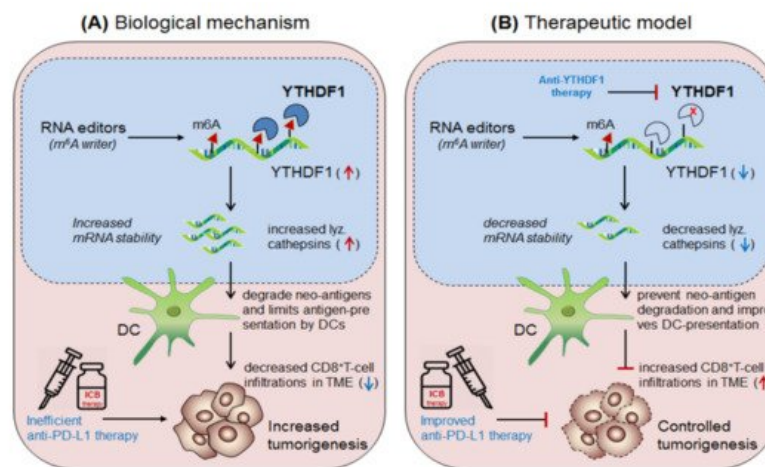 (A) Biological mechanism
YTHDF1
m6A
RNA editors
(m⁶A writer)
YTHDF1 (↑)
Increased
mRNA stability
increased lyz.
cathepsins (↑)
DC
degrade neo-antigens
and limits antigen-pre
sentation by DCs
decreased CD8⁺T-cell
infiltrations in TME (↓)
ICB
therapy
Inefficient
anti-PD-L1 therapy
Increased
tumorigenesis
(B) Therapeutic model
Anti-YTHDF1
therapy
YTHDF1
x
m6A
RNA editors
(m⁶A writer)
YTHDF1 (↓)
decreased
mRNA stability
decreased lyz.
cathepsins (↓)
DC
prevent neo-antigen
degradation and impro
ves DC-presentation
increased CD8⁺T-cell
infiltrations in TME (↑)
ICB
therapy
Improved
anti-PD-L1 therapy
Controlled
tumorigenesis